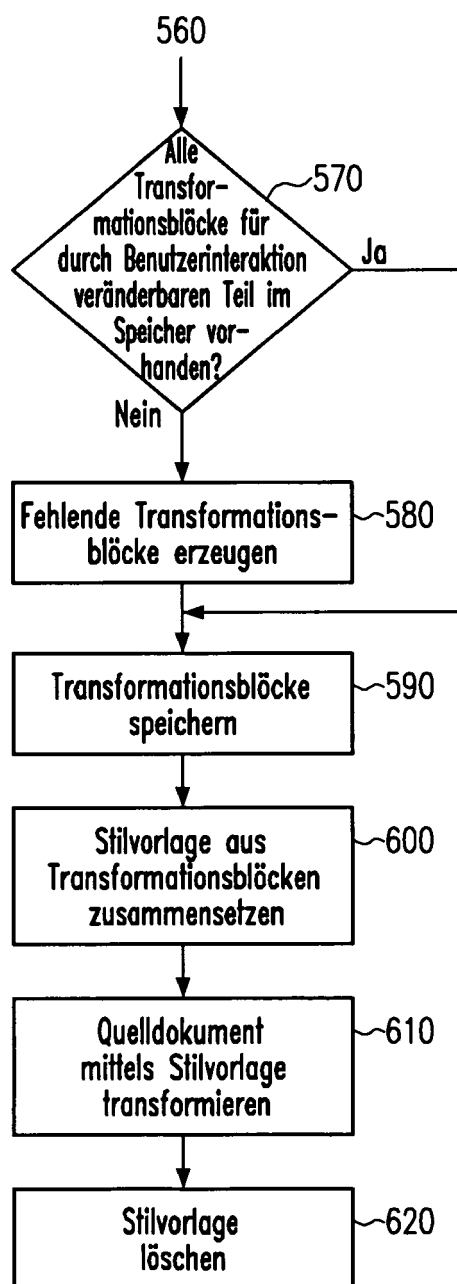 560
Alle
Transfor-
mationsblöcke für
durch Benutzerinteraktion
veränderbaren Teil im
Speicher vor-
handen?
570
Ja
Nein
Fehlende Transformations-
blöcke erzeugen
580
Transformationsblöcke
speichern
590
Stilvorlage aus
Transformationsblöcken
zusammensetzen
600
Quelldokument
mittels Stilvorlage
transformieren
610
Stilvorlage
löschen
620